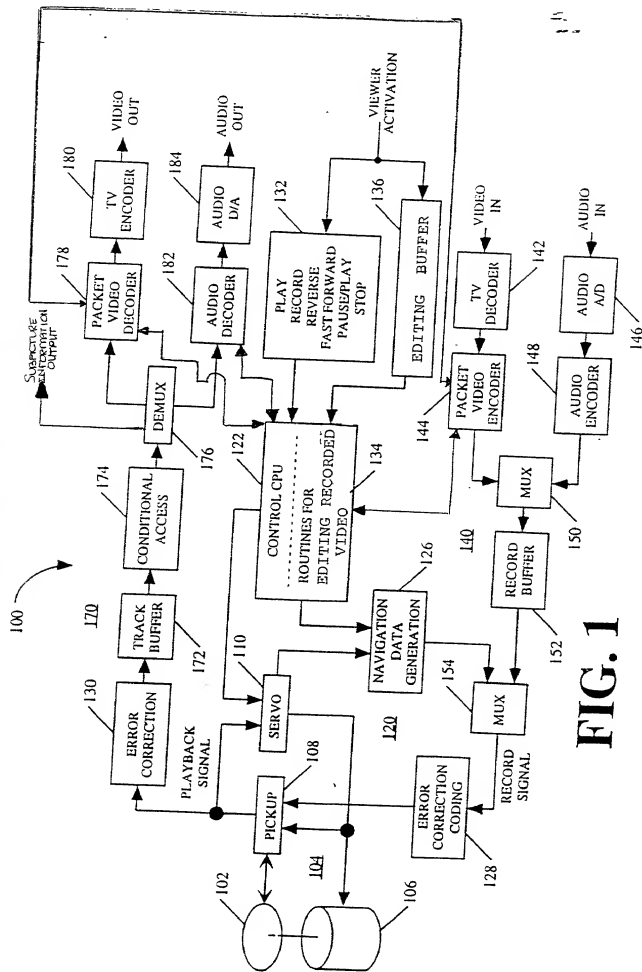 100
SUBPICTURE
INFORMATION
OUTPUT
170
130
ERROR
CORRECTION
TRACK
BUFFER
172
174
CONDITIONAL
ACCESS
DEMUX
176
178
PACKET
VIDEO
DECODER
180
TV
ENCODER
VIDEO OUT
182
AUDIO
DECODER
184
AUDIO
D/A
AUDIO OUT
PLAYBACK
SIGNAL
102
104
106
PICKUP
108
110
SERVO
120
122
CONTROL CPU
ROUTINES FOR
EDITING RECORDED
VIDEO
134
132
PLAY
RECORD
REVERSE
FAST FORWARD
PAUSE/PLAY
STOP
VIEWER
ACTIVATION
136
EDITING BUFFER
126
NAVIGATION
DATA
GENERATION
128
ERROR
CORRECTION
CODING
RECORD
SIGNAL
154
MUX
140
RECORD
BUFFER
152
MUX
150
144
PACKET
VIDEO
ENCODER
TV
DECODER
142
VIDEO IN
148
AUDIO
ENCODER
AUDIO
A/D
146
AUDIO IN
FIG. 1